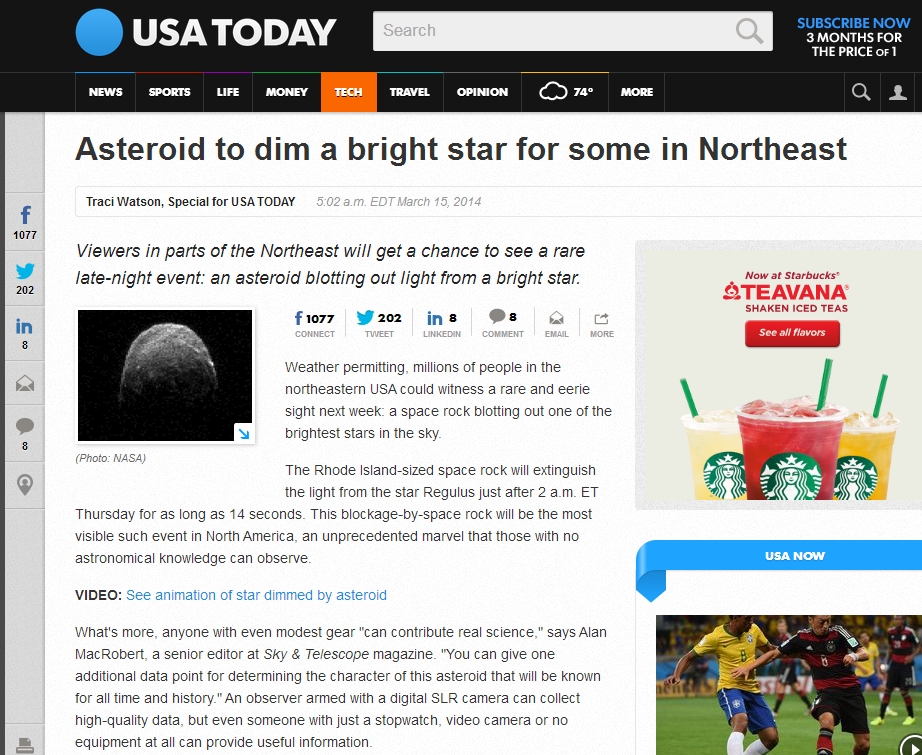 USA TODAY
Search
SUBSCRIBE NOW
3 MONTHS FOR
THE PRICE OF 1
NEWS SPORTS LIFE MONEY TECH TRAVEL OPINION 74° MORE
Asteroid to dim a bright star for some in Northeast
Traci Watson, Special for USA TODAY 5:02 a.m. EDT March 15, 2014
1077
202
8
8
Viewers in parts of the Northeast will get a chance to see a rare
late-night event: an asteroid blotting out light from a bright star.
(Photo: NASA)
1077 202 8 8
CONNECT TWEET LINKEDIN COMMENT EMAIL MORE
Weather permitting, millions of people in the
northeastern USA could witness a rare and eerie
sight next week: a space rock blotting out one of the
brightest stars in the sky.
The Rhode Island-sized space rock will extinguish
the light from the star Regulus just after 2 a.m. ET
Thursday for as long as 14 seconds. This blockage-by-space rock will be the most
visible such event in North America, an unprecedented marvel that those with no
astronomical knowledge can observe.
VIDEO: See animation of star dimmed by asteroid
What's more, anyone with even modest gear "can contribute real science," says Alan
MacRobert, a senior editor at Sky & Telescope magazine. "You can give one
additional data point for determining the character of this asteroid that will be known
for all time and history." An observer armed with a digital SLR camera can collect
high-quality data, but even someone with just a stopwatch, video camera or no
equipment at all can provide useful information.
Now at Starbucks®
TEAVANA®
SHAKEN ICED TEAS
See all flavors
USA NOW